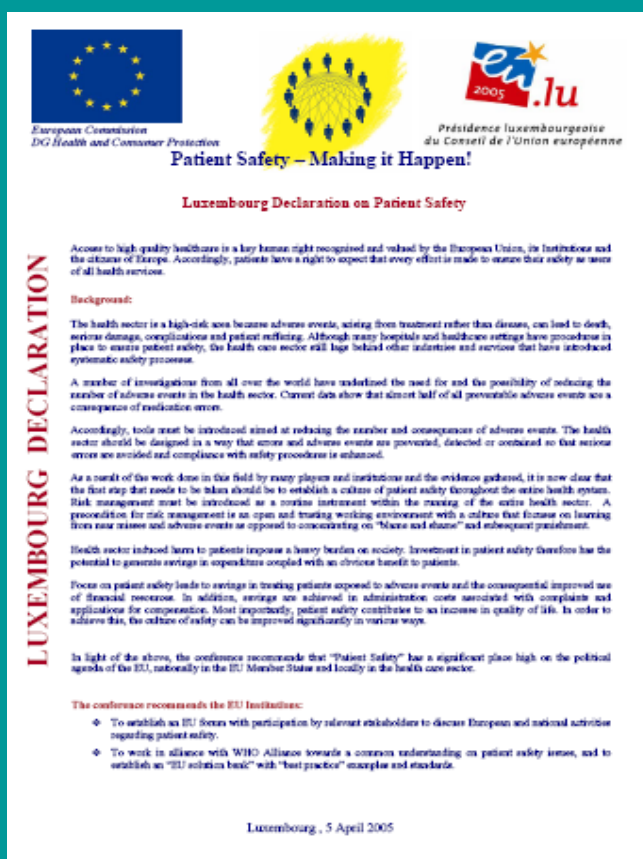 en
2005
.lu
European Commission
DG Health and Consumer Protection
Présidence luxembourgeoise
du Conseil de l'Union européenne
Patient Safety – Making it Happen!
Luxembourg Declaration on Patient Safety
LUXEMBOURG DECLARATION
Access to high quality healthcare is a key human right recognised and valued by the European Union, its Institutions and
the citizens of Europe. Accordingly, patients have a right to expect that every effort is made to ensure their safety as users
of all health services.
Background:
The health sector is a high-risk area because adverse events, arising from treatment rather than disease, can lead to death,
serious damage, complications and patient suffering. Although many hospitals and healthcare settings have procedures in
place to ensure patient safety, the health care sector still lags behind other industries and services that have introduced
systematic safety processes.
A number of investigations from all over the world have underlined the need for and the possibility of reducing the
number of adverse events in the health sector. Current data show that almost half of all preventable adverse events are a
consequence of medication errors.
Accordingly, tools must be introduced aimed at reducing the number and consequences of adverse events. The health
sector should be designed in a way that errors and adverse events are prevented, detected or contained so that serious
errors are avoided and compliance with safety procedures is enhanced.
As a result of the work done in this field by many players and institutions and the evidence gathered, it is now clear that
the first step that needs to be taken should be to establish a culture of patient safety throughout the entire health system.
Risk management must be introduced as a routine instrument within the running of the entire health sector. A
precondition for risk management is an open and trusting working environment with a culture that focuses on learning
from near misses and adverse events as opposed to concentrating on "blame and shame" and subsequent punishment.
Health sector induced harm to patients imposes a heavy burden on society. Investment in patient safety therefore has the
potential to generate savings in expenditure coupled with an obvious benefit to patients.
Focus on patient safety leads to savings in treating patients exposed to adverse events and the consequential improved use
of financial resources. In addition, savings are achieved in administration costs associated with complaints and
applications for compensation. Most importantly, patient safety contributes to an increase in quality of life. In order to
achieve this, the culture of safety can be improved significantly in various ways.
In light of the above, the conference recommends that "Patient Safety" has a significant place high on the political
agenda of the EU, nationally in the EU Member States and locally in the health care sector.
The conference recommends the EU Institutions:
❖ To establish an EU forum with participation by relevant stakeholders to discuss European and national activities
regarding patient safety.
❖ To work in alliance with WHO Alliance towards a common understanding on patient safety issues, and to
establish an "EU solution bank" with "best practice" examples and standards.
Luxembourg , 5 April 2005